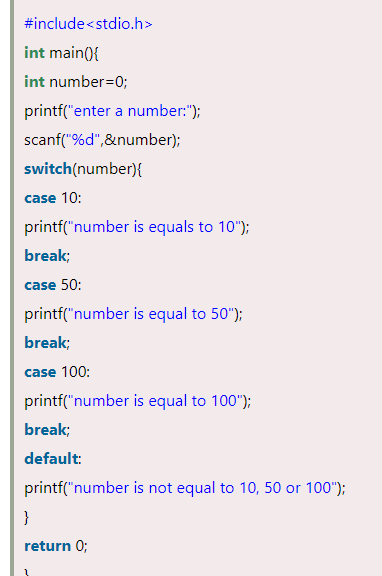 #include<stdio.h>
int main(){
int number=0;
printf("enter a number:");
scanf("%d",&number);
switch(number){
case 10:
printf("number is equals to 10");
break;
case 50:
printf("number is equal to 50");
break;
case 100:
printf("number is equal to 100");
break;
default:
printf("number is not equal to 10, 50 or 100");
}
return 0;
}